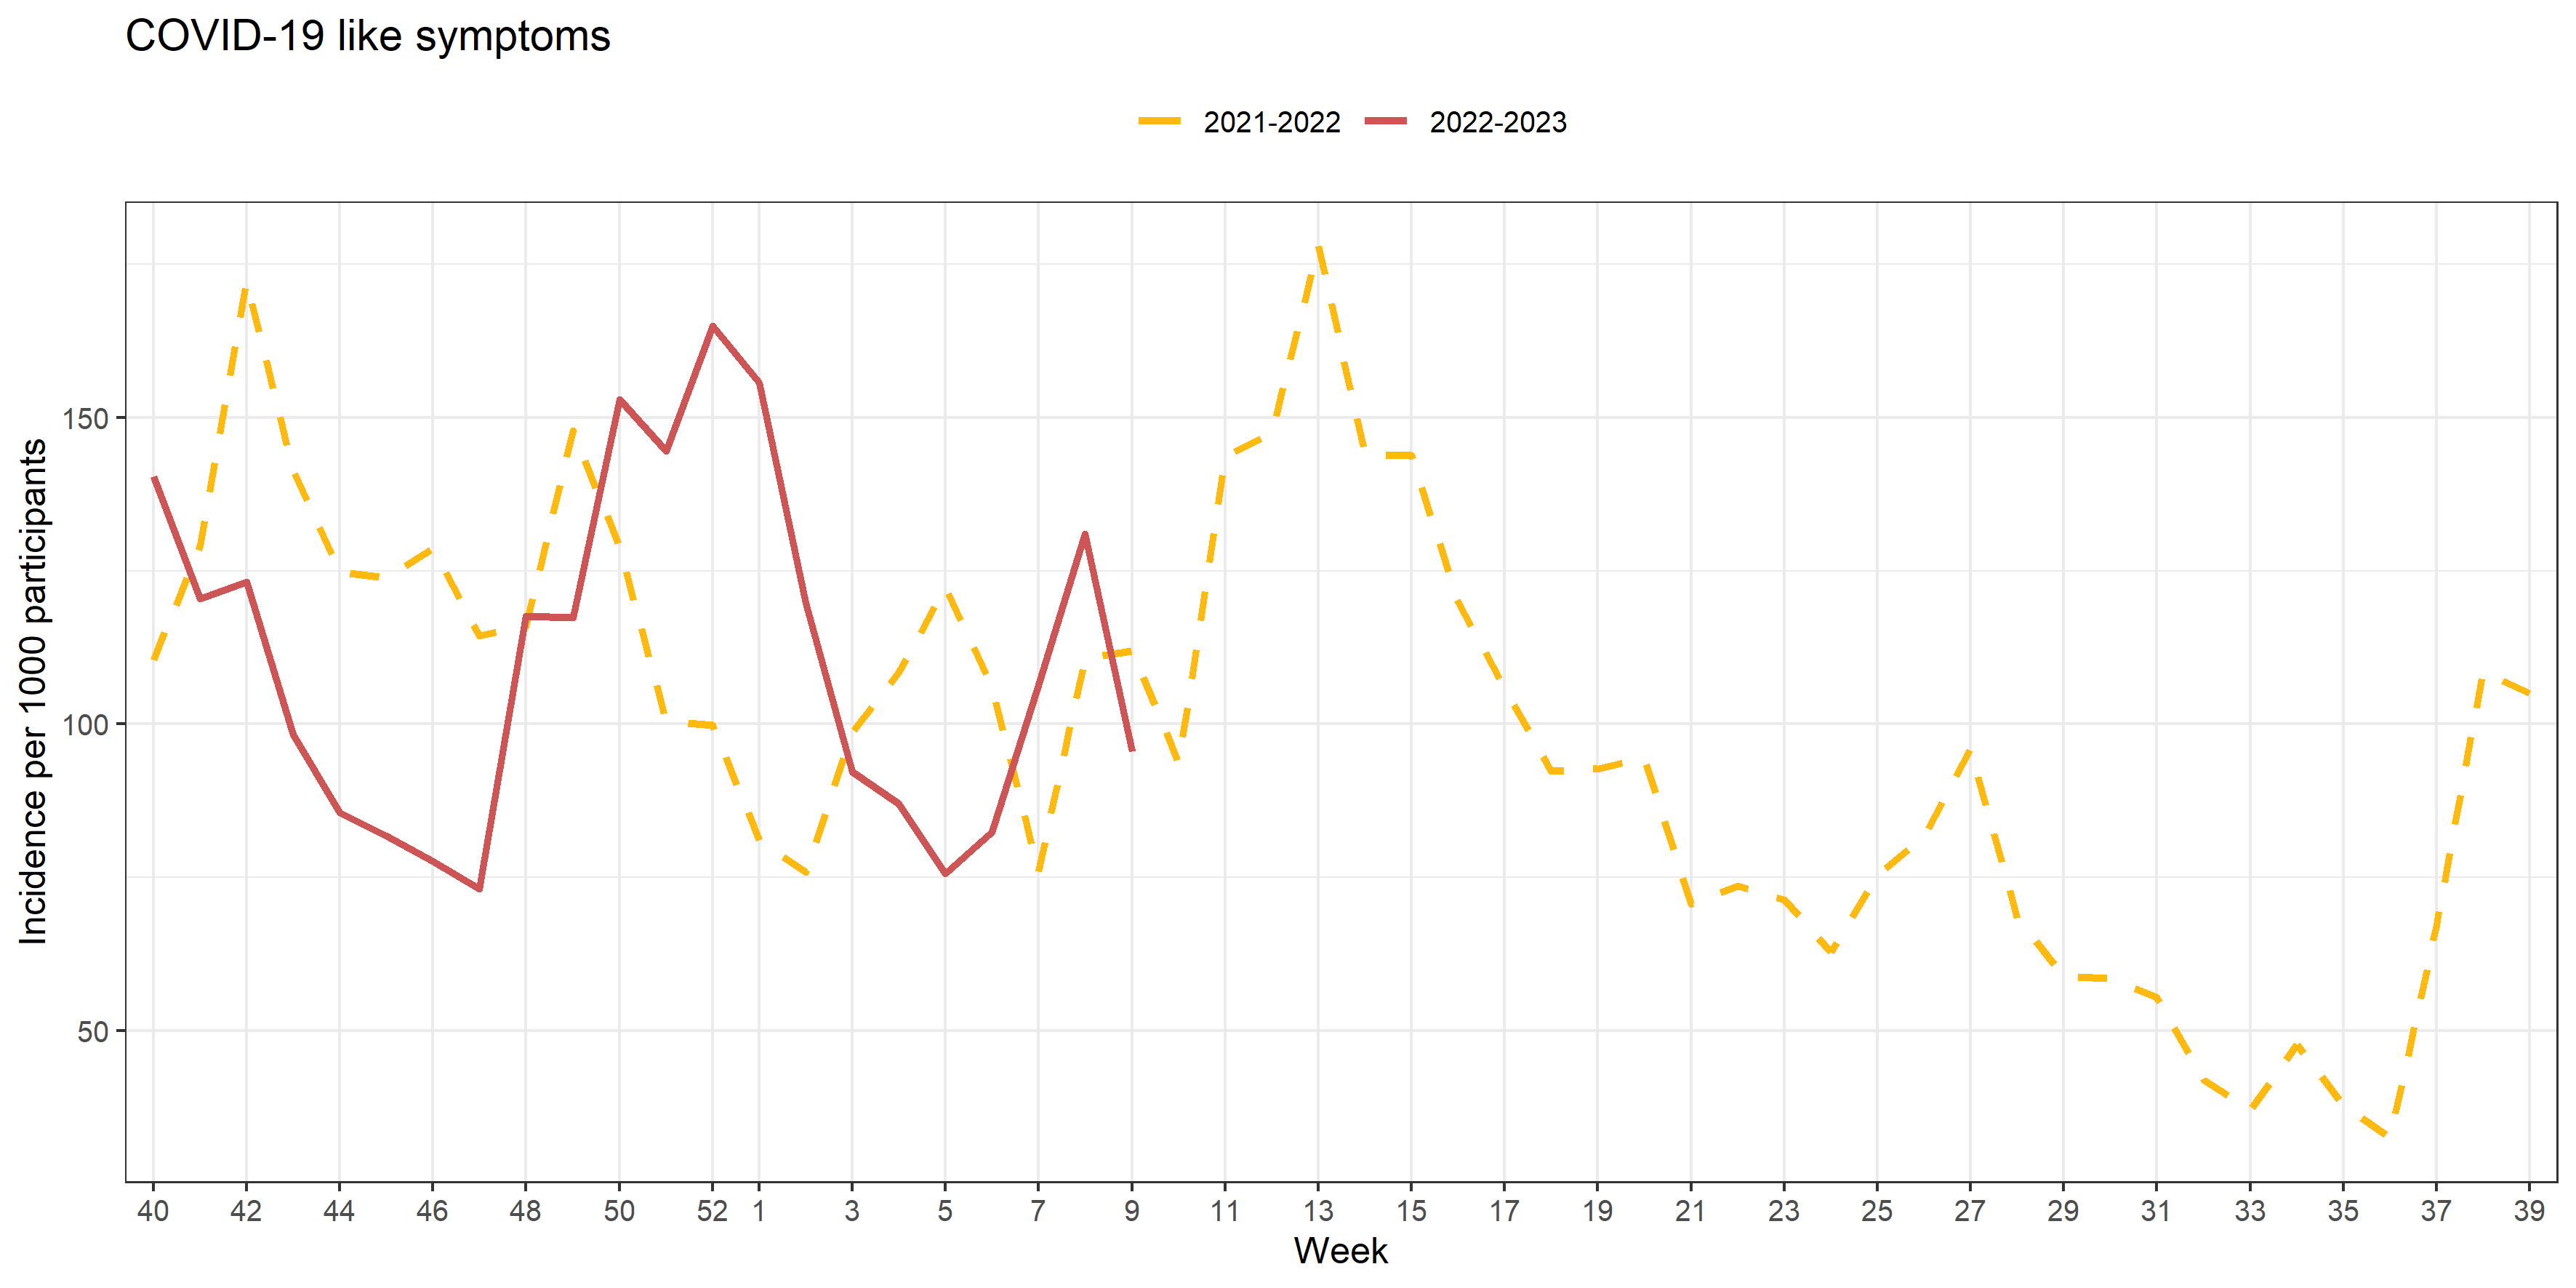 COVID-19 like symptoms
2021-2022 2022-2023
Incidence per 1000 participants
150
100
50
40 42 44 46 48 50 52 1 3 5 7 9 11 13 15 17 19 21 23 25 27 29 31 33 35 37 39
Week